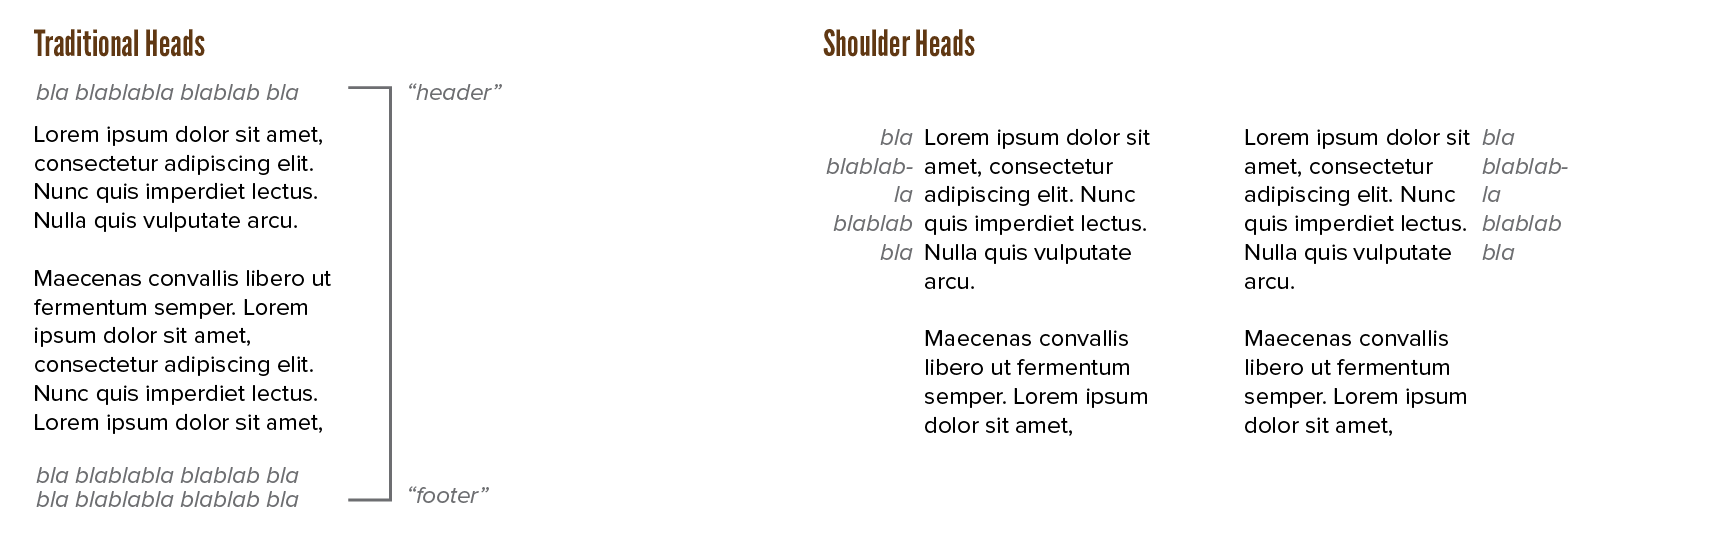 Traditional Heads
bla blablabla blablab bla
“header”
Lorem ipsum dolor sit amet,
consectetur adipiscing elit.
Nunc quis imperdiet lectus.
Nulla quis vulputate arcu.
Maecenas convallis libero ut
fermentum semper. Lorem
ipsum dolor sit amet,
consectetur adipiscing elit.
Nunc quis imperdiet lectus.
Lorem ipsum dolor sit amet,
bla blablabla blablab bla
bla blablabla blablab bla
“footer”
Shoulder Heads
bla
blablab-
la
blablab
bla
Lorem ipsum dolor sit
amet, consectetur
adipiscing elit. Nunc
quis imperdiet lectus.
Nulla quis vulputate
arcu.
Maecenas convallis
libero ut fermentum
semper. Lorem ipsum
dolor sit amet,
Lorem ipsum dolor sit
amet, consectetur
adipiscing elit. Nunc
quis imperdiet lectus.
Nulla quis vulputate
arcu.
Maecenas convallis
libero ut fermentum
semper. Lorem ipsum
dolor sit amet,
bla
blablab-
la
blablab
bla